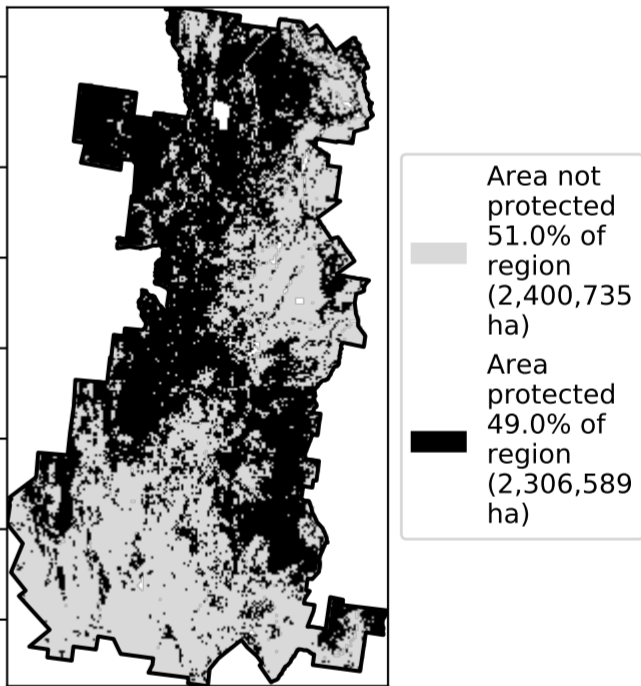 Area not
protected
51.0% of
region
(2,400,735
ha)
Area
protected
49.0% of
region
(2,306,589
ha)